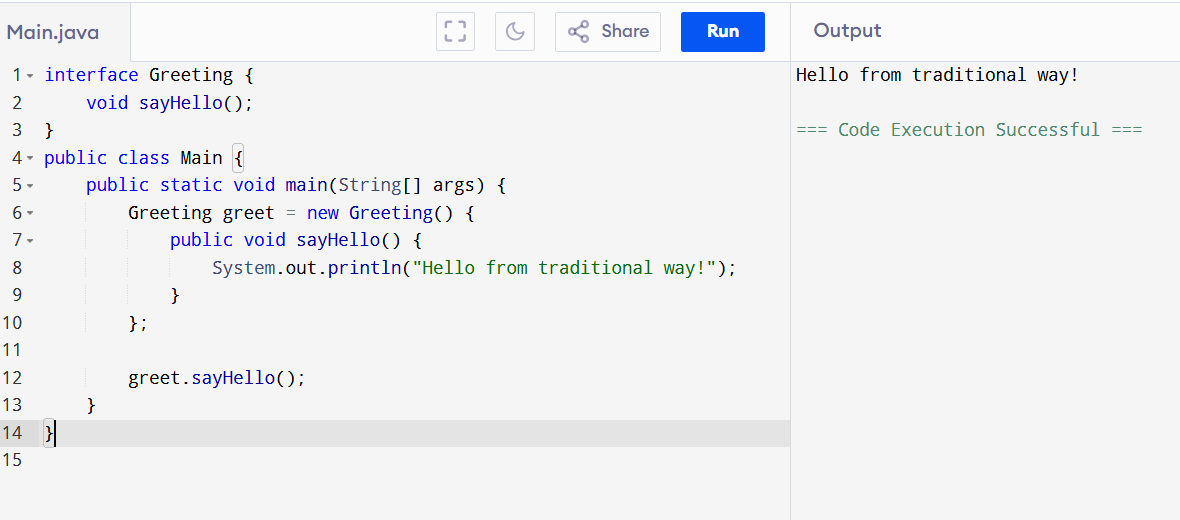 Main.java Share Run Output
1 interface Greeting {
2     void sayHello();
3 }
4 public class Main {
5     public static void main(String[] args) {
6         Greeting greet = new Greeting() {
7             public void sayHello() {
8                 System.out.println("Hello from traditional way!");
9             }
10         };
11
12         greet.sayHello();
13     }
14 }
15
Hello from traditional way!
=== Code Execution Successful ===